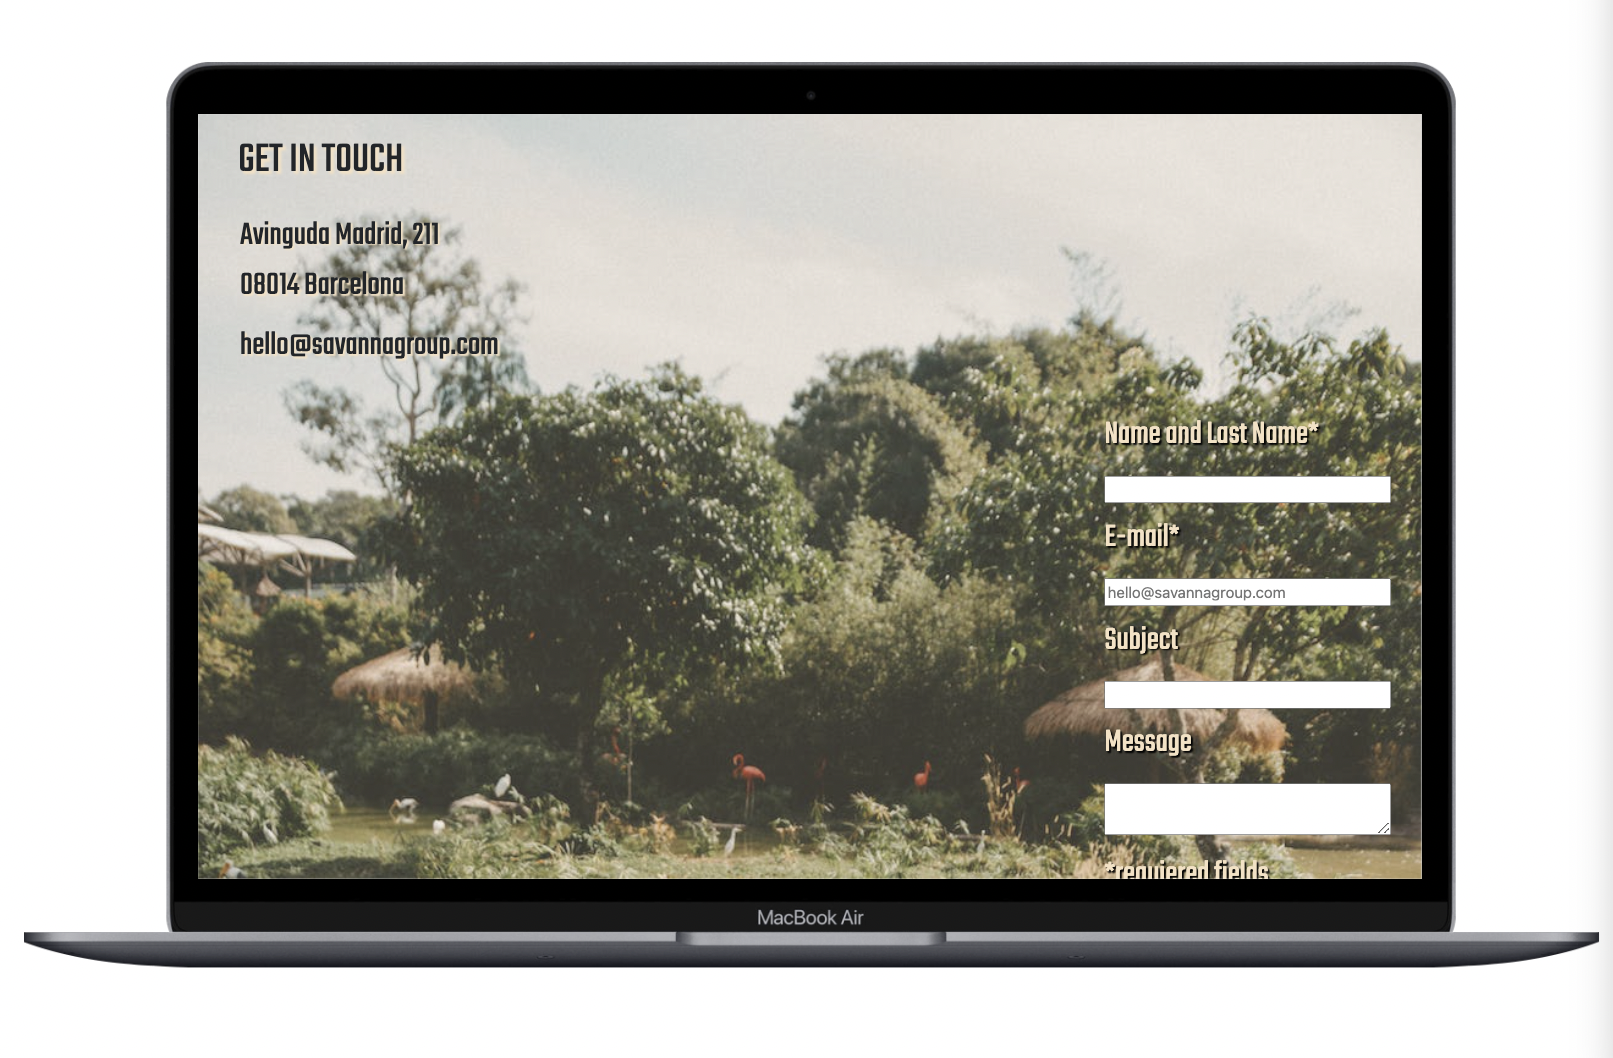 GET IN TOUCH
Avinguda Madrid, 211
08014 Barcelona
hello@savannagroup.com
Name and Last Name*
E-mail*
hello@savannagroup.com
Subject
Message
*requiered fields
MacBook Air